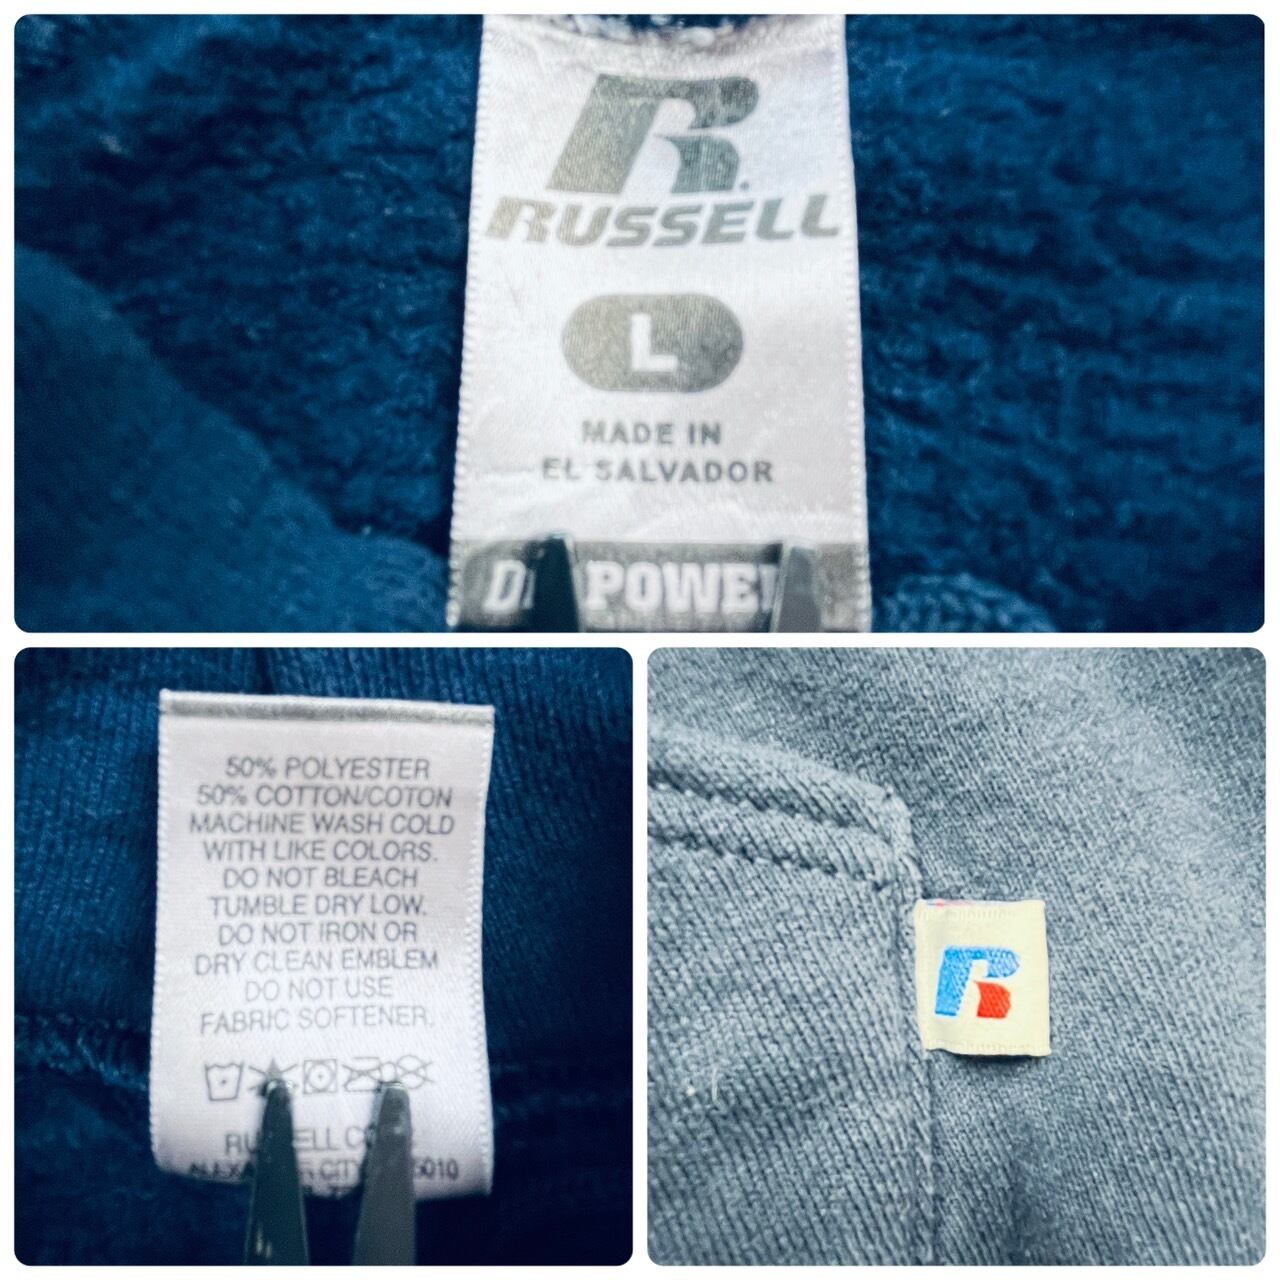 R
RUSSELL
L
MADE IN
EL SALVADOR
50% POLYESTER
50% COTTON/COTON
MACHINE WASH COLD
WITH LIKE COLORS.
DO NOT BLEACH
TUMBLE DRY LOW.
DO NOT IRON OR
DRY CLEAN EMBLEM
DO NOT USE
FABRIC SOFTENER.
R